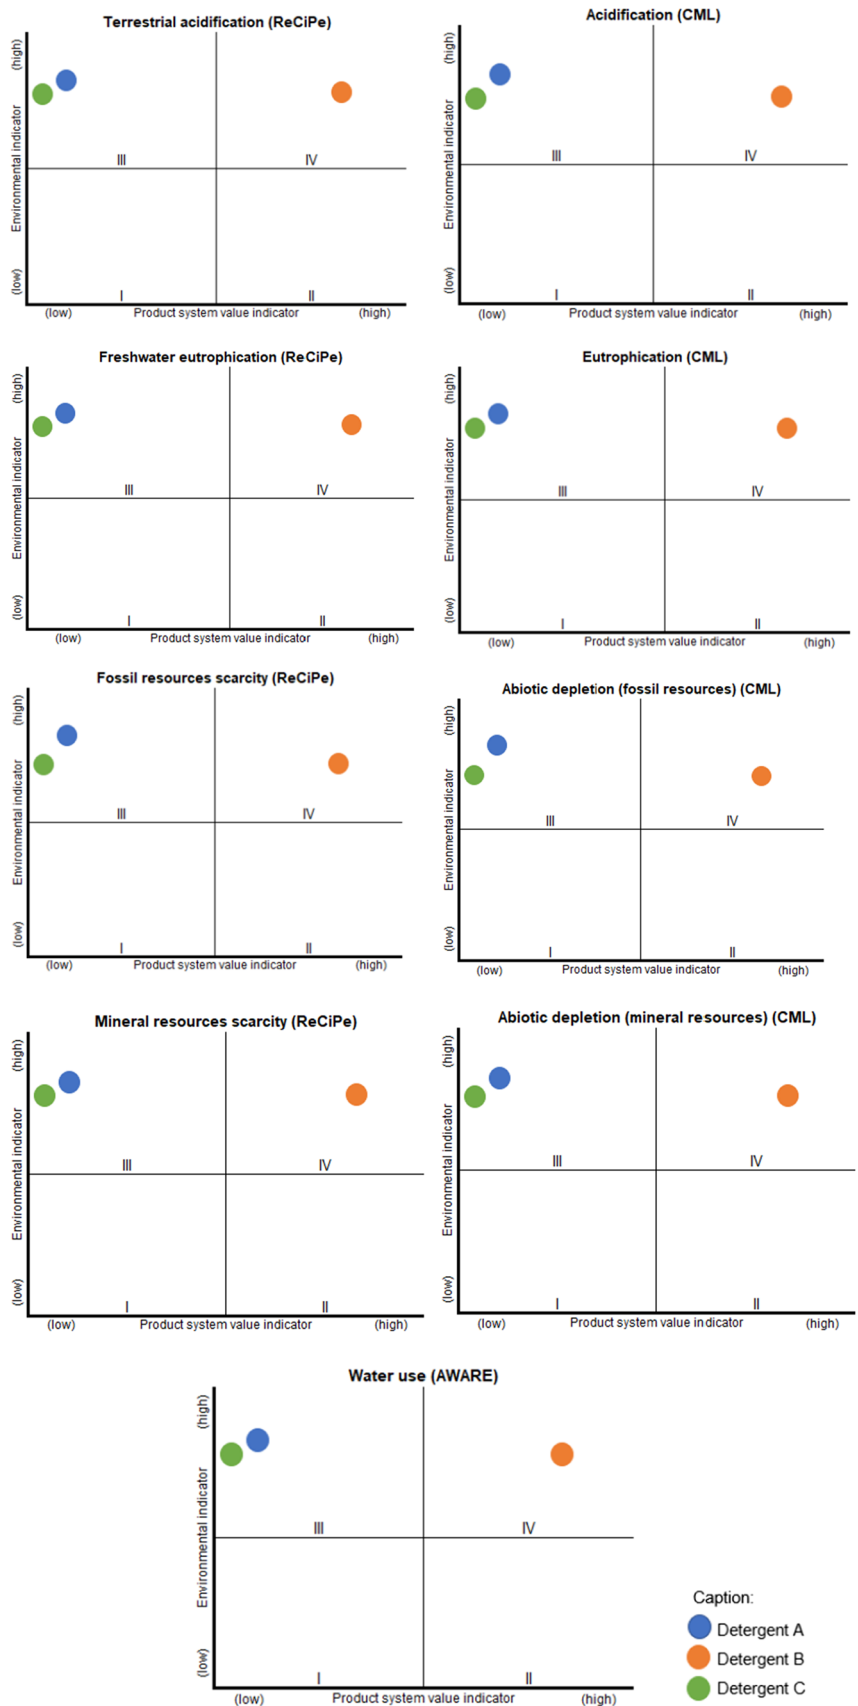 Terrestrial acidification (ReCiPe)
(high)
Environmental indicator
(low)
III
IV
I
II
(low)
Product system value indicator
(high)
Acidification (CML)
(high)
Environmental indicator
(low)
III
IV
I
II
(low)
Product system value indicator
(high)
Freshwater eutrophication (ReCiPe)
(high)
Environmental indicator
(low)
III
IV
I
II
(low)
Product system value indicator
(high)
Eutrophication (CML)
(high)
Environmental indicator
(low)
III
IV
I
II
(low)
Product system value indicator
(high)
Fossil resources scarcity (ReCiPe)
(high)
Environmental indicator
(low)
III
IV
I
II
(low)
Product system value indicator
(high)
Abiotic depletion (fossil resources) (CML)
(high)
Environmental indicator
(low)
III
IV
I
II
(low)
Product system value indicator
(high)
Mineral resources scarcity (ReCiPe)
(high)
Environmental indicator
(low)
III
IV
I
II
(low)
Product system value indicator
(high)
Abiotic depletion (mineral resources) (CML)
(high)
Environmental indicator
(low)
III
IV
I
II
(low)
Product system value indicator
(high)
Water use (AWARE)
(high)
Environmental indicator
(low)
III
IV
I
II
(low)
Product system value indicator
(high)
Caption:
Detergent A
Detergent B
Detergent C